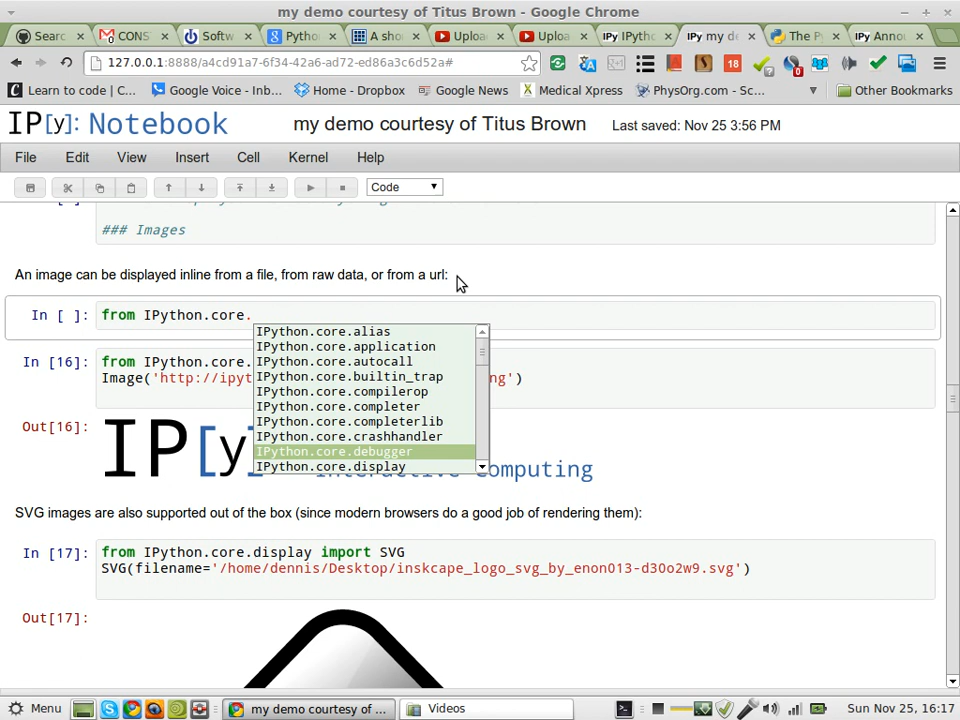 my demo courtesy of Titus Brown - Google Chrome
Searc
CONS
Softw
Pythor
A shor
Uploa
Uploa
IP[y] IPytho
IP[y] my de
The Py
IP[y] Annou
127.0.0.1:8888/a4cd91a7-6f34-42a6-ad72-ed86a3c6d52a#
18
0
Learn to code | C...
Google Voice - Inb...
Home - Dropbox
Google News
Medical Xpress
PhysOrg.com - Sc...
Other Bookmarks
IP[y]: Notebook
my demo courtesy of Titus Brown
Last saved: Nov 25 3:56 PM
File
Edit
View
Insert
Cell
Kernel
Help
Code
### Images
An image can be displayed inline from a file, from raw data, or from a url:
In [ ]: from IPython.core.
IPython.core.alias
IPython.core.application
IPython.core.autocall
IPython.core.builtin_trap
IPython.core.compilerop
IPython.core.completer
IPython.core.completerlib
IPython.core.crashhandler
IPython.core.debugger
IPython.core.display
In [16]: from IPython.core.
Image('http://ipyt ng')
Out[16]: IP[y]
computing
SVG images are also supported out of the box (since modern browsers do a good job of rendering them):
In [17]: from IPython.core.display import SVG
SVG(filename='/home/dennis/Desktop/inskcape_logo_svg_by_enon013-d30o2w9.svg')
Out[17]:
Menu
my demo courtesy of ...
Videos
Sun Nov 25, 16:17